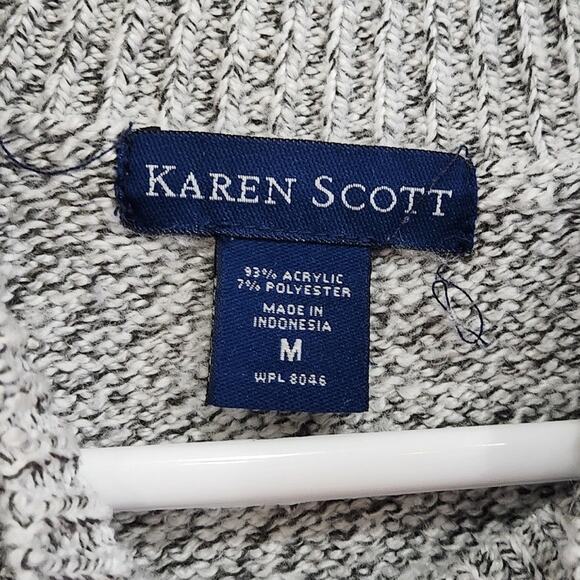 KAREN SCOTT
93% ACRYLIC
7% POLYESTER
MADE IN
INDONESIA
M
WPL 8046